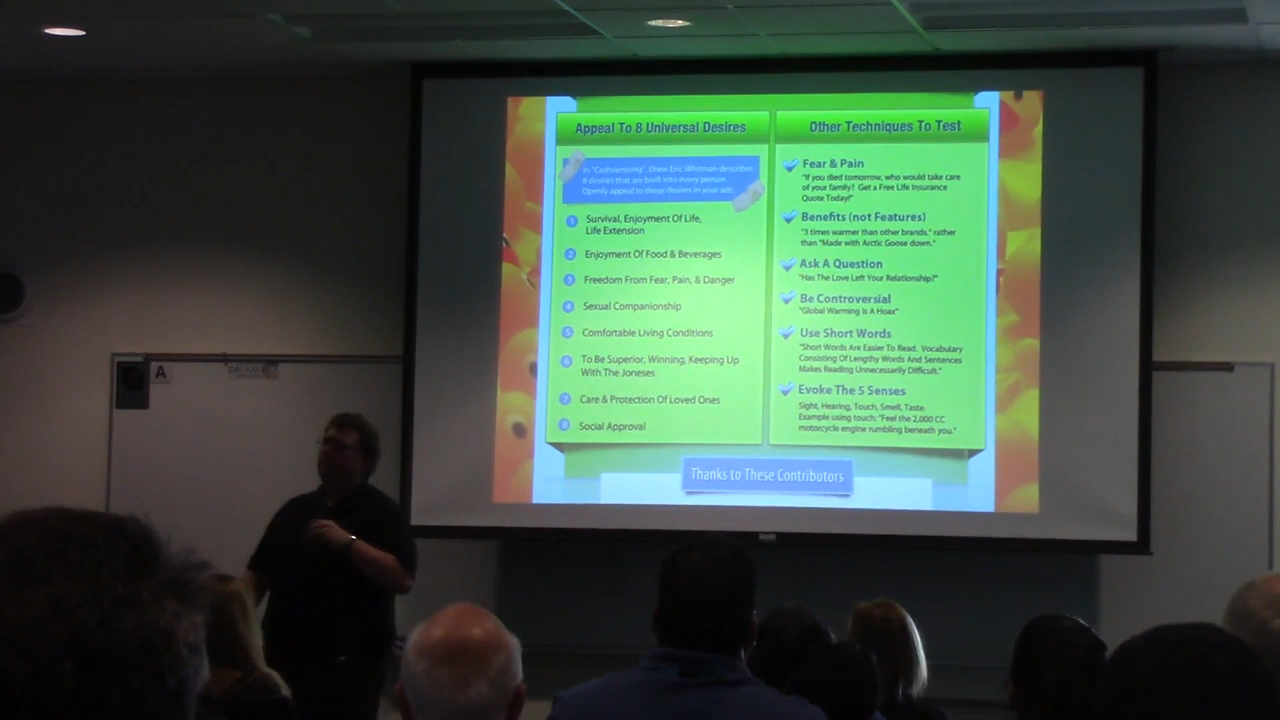 Appeal To 8 Universal Desires
In "Cashvertising", Drew Eric Whitman describes
8 desires that are built into every person.
Openly appeal to these desires in your ads.
1 Survival, Enjoyment Of Life,
Life Extension
2 Enjoyment Of Food & Beverages
3 Freedom From Fear, Pain, & Danger
4 Sexual Companionship
5 Comfortable Living Conditions
6 To Be Superior, Winning, Keeping Up
With The Joneses
7 Care & Protection Of Loved Ones
8 Social Approval
Other Techniques To Test
Fear & Pain
"If you died tomorrow, who would take care
of your family? Get a Free Life Insurance
Quote Today!"
Benefits (not Features)
"3 times warmer than other brands." rather
than "Made with Arctic Goose down."
Ask A Question
"Has The Love Left Your Relationship?"
Be Controversial
"Global Warming Is A Hoax"
Use Short Words
"Short Words Are Easier To Read. Vocabulary
Consisting Of Lengthy Words And Sentences
Makes Reading Unnecessarily Difficult."
Evoke The 5 Senses
Sight, Hearing, Touch, Smell, Taste.
Example using touch: "Feel the 2,000 CC
motorcycle engine rumbling beneath you."
Thanks to These Contributors
A
DREAM